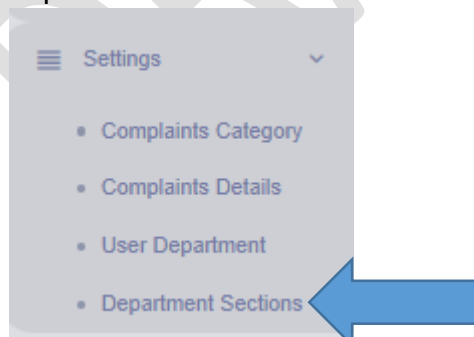 Settings
Complaints Category
Complaints Details
User Department
Department Sections